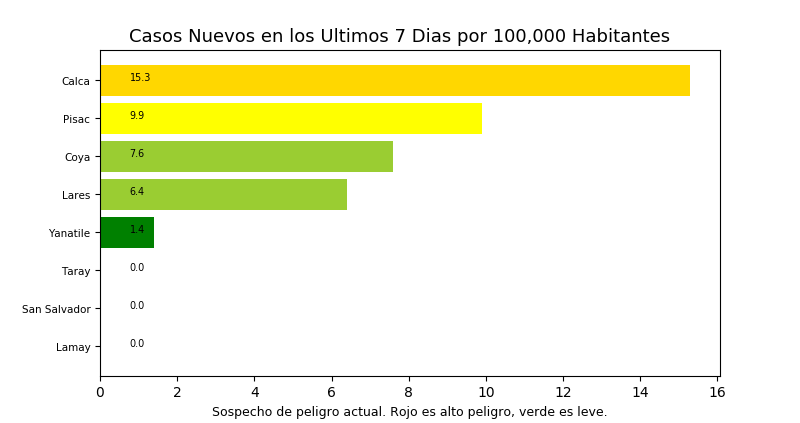 Casos Nuevos en los Ultimos 7 Dias por 100,000 Habitantes
Calca 15.3
Pisac 9.9
Coya 7.6
Lares 6.4
Yanatile 1.4
Taray 0.0
San Salvador 0.0
Lamay 0.0
0 2 4 6 8 10 12 14 16
Sospecho de peligro actual. Rojo es alto peligro, verde es leve.